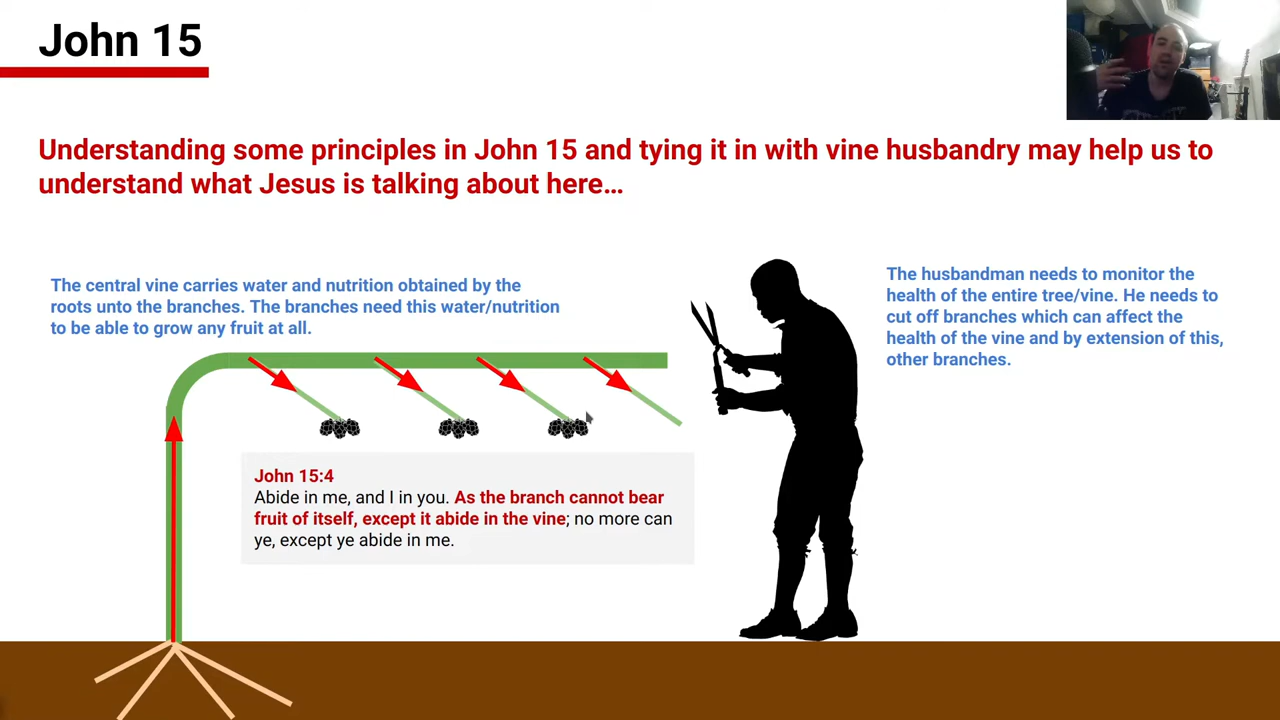 John 15
Understanding some principles in John 15 and tying it in with vine husbandry may help us to
understand what Jesus is talking about here…
The central vine carries water and nutrition obtained by the
roots unto the branches. The branches need this water/nutrition
to be able to grow any fruit at all.
The husbandman needs to monitor the
health of the entire tree/vine. He needs to
cut off branches which can affect the
health of the vine and by extension of this,
other branches.
John 15:4
Abide in me, and I in you. As the branch cannot bear
fruit of itself, except it abide in the vine; no more can
ye, except ye abide in me.